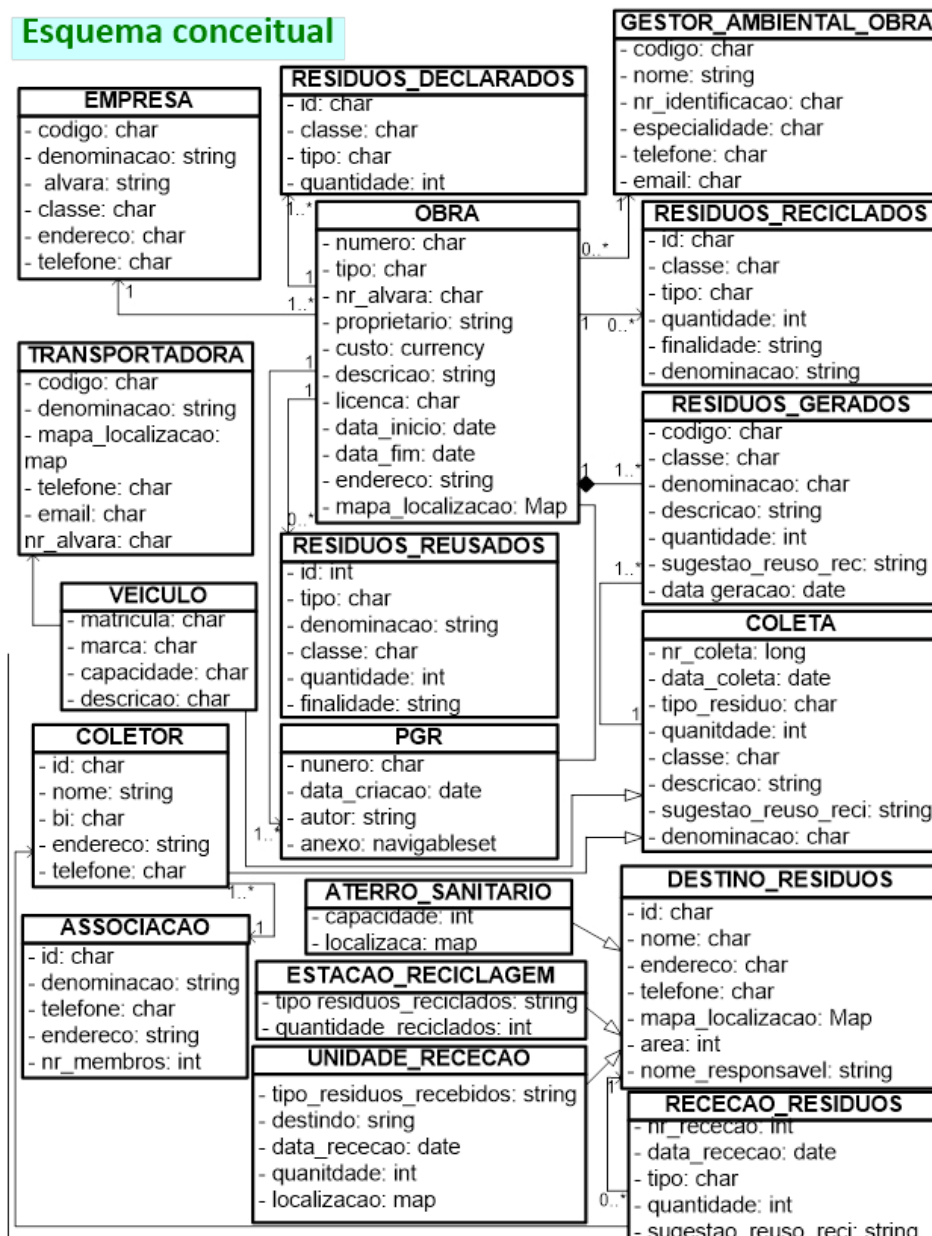 Esquema conceitual
EMPRESA
- codigo: char
- denominacao: string
- alvara: string
- classe: char
- endereco: char
- telefone: char
1
1..*
RESIDUOS_DECLARADOS
- id: char
- classe: char
- tipo: char
- quantidade: int
1..*
1
GESTOR_AMBIENTAL_OBRA
- codigo: char
- nome: string
- nr_identificacao: char
- especialidade: char
- telefone: char
- email: char
1
0..*
OBRA
- numero: char
- tipo: char
- nr_alvara: char
- proprietario: string
- custo: currency
- descricao: string
- licenca: char
- data_inicio: date
- data_fim: date
- endereco: string
- mapa_localizacao: Map
RESIDUOS_RECICLADOS
- id: char
- classe: char
- tipo: char
- quantidade: int
- finalidade: string
- denominacao: string
1
0..*
TRANSPORTADORA
- codigo: char
- denominacao: string
- mapa_localizacao:
map
- telefone: char
- email: char
nr_alvara: char
1
1
0..*
RESIDUOS_GERADOS
- codigo: char
- classe: char
- denominacao: char
- descricao: string
- quantidade: int
- sugestao_reuso_rec: string
- data geracao: date
1
1..*
1..*
RESIDUOS_REUSADOS
- id: int
- tipo: char
- denominacao: string
- classe: char
- quantidade: int
- finalidade: string
VEICULO
- matricula: char
- marca: char
- capacidade: char
- descricao: char
COLETA
- nr_coleta: long
- data_coleta: date
- tipo_residuo: char
- quanitdade: int
- classe: char
- descricao: string
- sugestao_reuso_reci: string
- denominacao: char
1
COLETOR
- id: char
- nome: string
- bi: char
- endereco: string
- telefone: char
1..*
1
PGR
- nunero: char
- data_criacao: date
- autor: string
- anexo: navigableset
1..*
ASSOCIACAO
- id: char
- denominacao: string
- telefone: char
- endereco: string
- nr_membros: int
ATERRO_SANITARIO
- capacidade: int
- localizaca: map
ESTACAO_RECICLAGEM
- tipo residuos_reciclados: string
- quantidade_reciclados: int
UNIDADE_RECECAO
- tipo_residuos_recebidos: string
- destindo: sring
- data_rececao: date
- quanitdade: int
- localizacao: map
DESTINO_RESIDUOS
- id: char
- nome: char
- endereco: char
- telefone: char
- mapa_localizacao: Map
- area: int
- nome_responsavel: string
1
0..*
RECECAO_RESIDUOS
- nr_rececao: int
- data_rececao: date
- tipo: char
- quantidade: int
- sugestao_reuso_reci: string